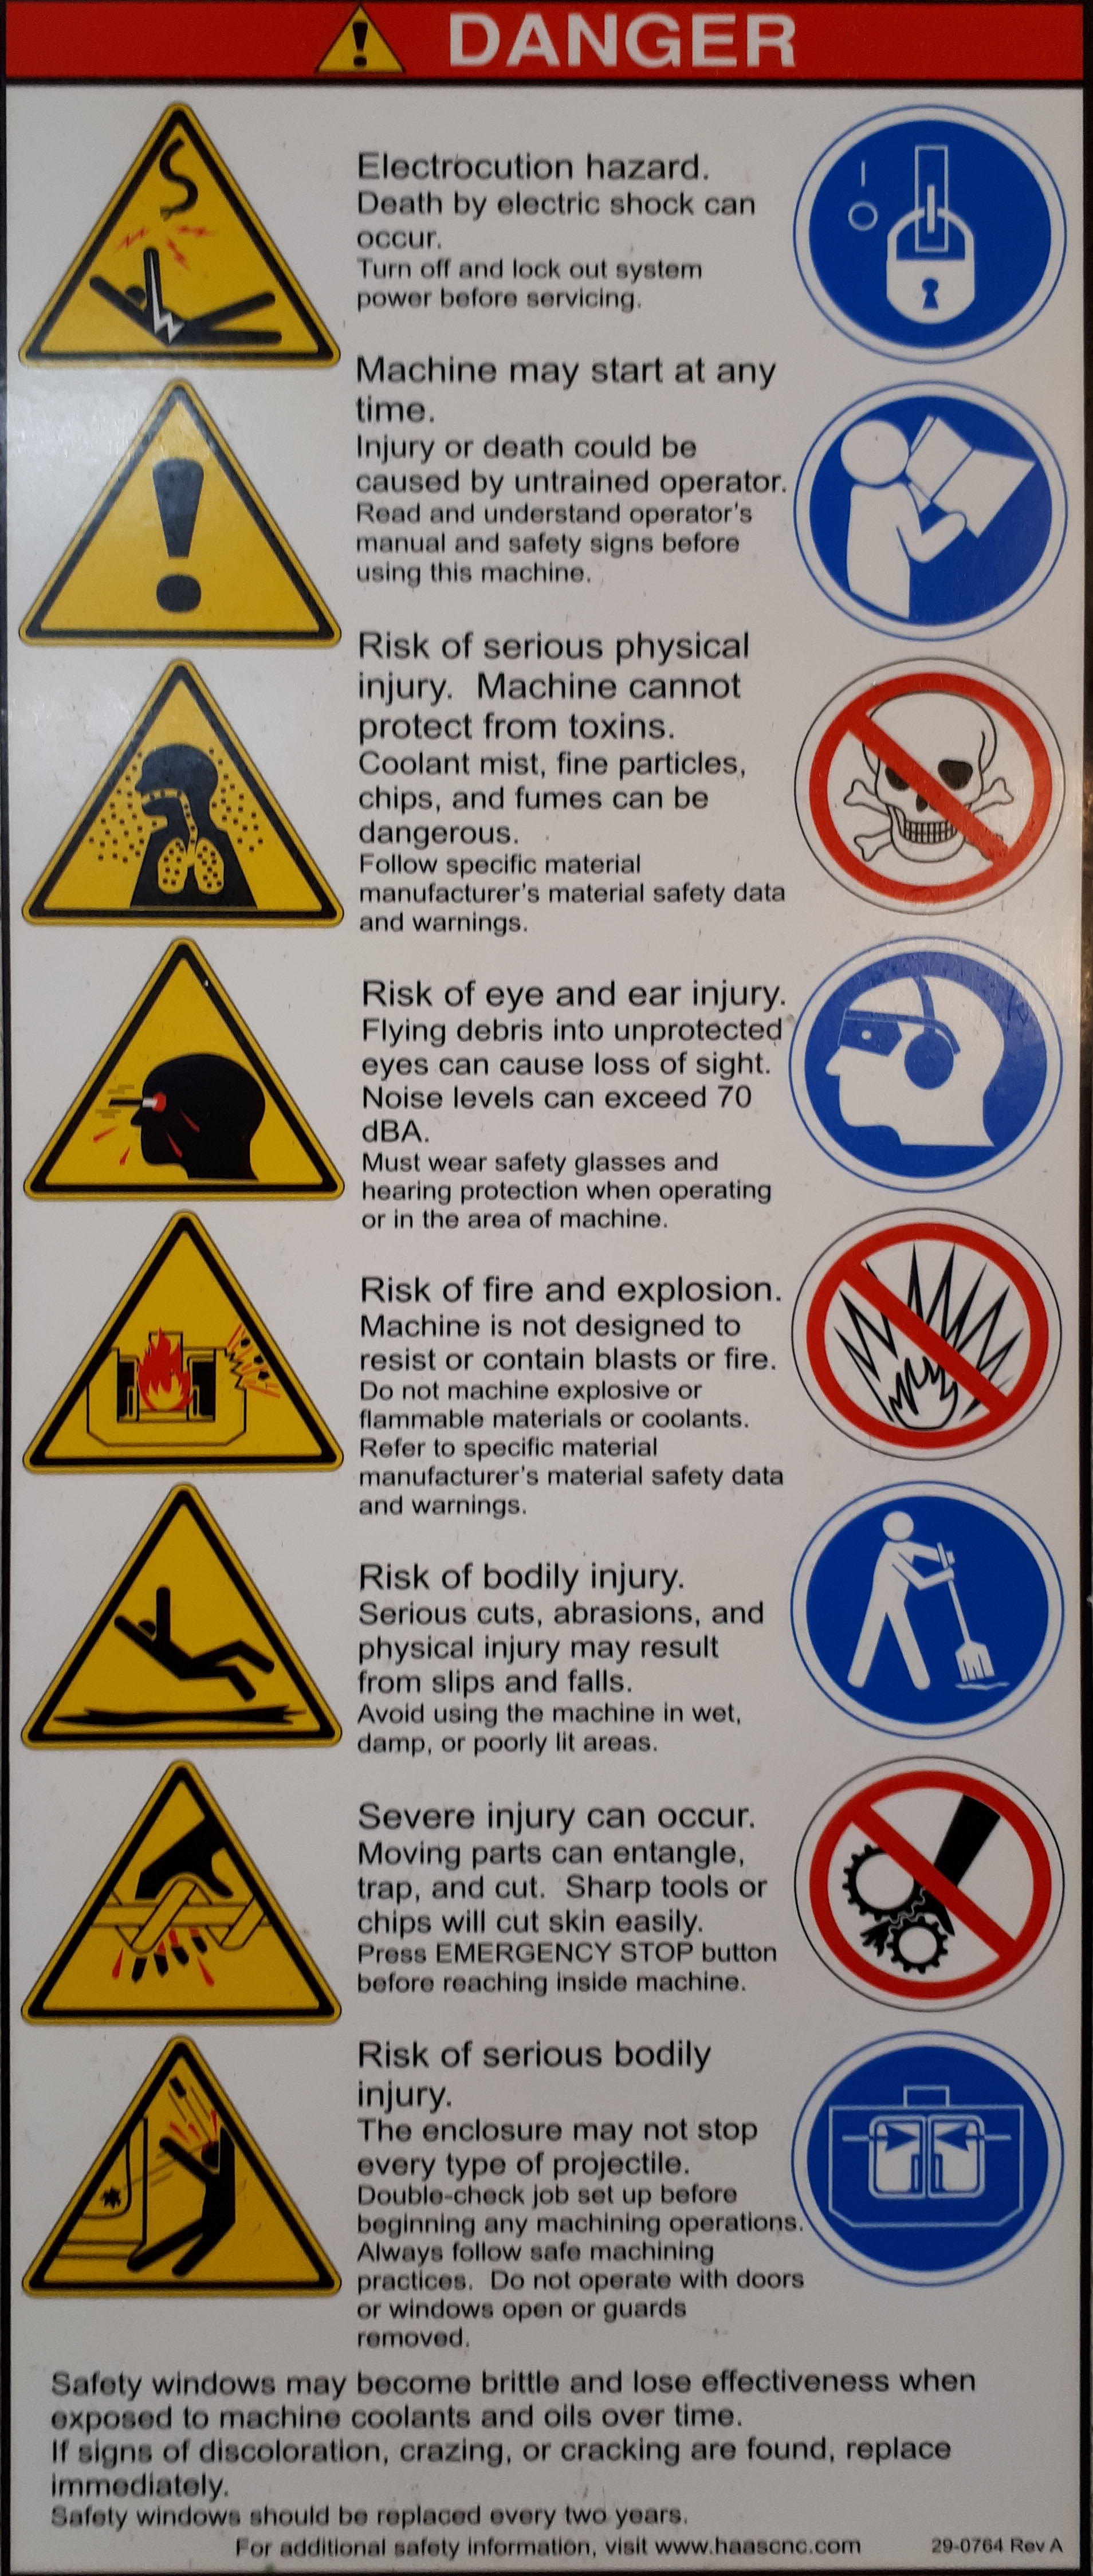 DANGER
Electrocution hazard.
Death by electric shock can
occur.
Turn off and lock out system
power before servicing.
Machine may start at any
time.
Injury or death could be
caused by untrained operator.
Read and understand operator's
manual and safety signs before
using this machine.
Risk of serious physical
injury. Machine cannot
protect from toxins.
Coolant mist, fine particles,
chips, and fumes can be
dangerous.
Follow specific material
manufacturer's material safety data
and warnings.
Risk of eye and ear injury.
Flying debris into unprotected
eyes can cause loss of sight.
Noise levels can exceed 70
dBA.
Must wear safety glasses and
hearing protection when operating
or in the area of machine.
Risk of fire and explosion.
Machine is not designed to
resist or contain blasts or fire.
Do not machine explosive or
flammable materials or coolants.
Refer to specific material
manufacturer's material safety data
and warnings.
Risk of bodily injury.
Serious cuts, abrasions, and
physical injury may result
from slips and falls.
Avoid using the machine in wet,
damp, or poorly lit areas.
Severe injury can occur.
Moving parts can entangle,
trap, and cut. Sharp tools or
chips will cut skin easily.
Press EMERGENCY STOP button
before reaching inside machine.
Risk of serious bodily
injury.
The enclosure may not stop
every type of projectile.
Double-check job set up before
beginning any machining operations.
Always follow safe machining
practices. Do not operate with doors
or windows open or guards
removed.
Safety windows may become brittle and lose effectiveness when
exposed to machine coolants and oils over time.
If signs of discoloration, crazing, or cracking are found, replace
immediately.
Safety windows should be replaced every two years.
For additional safety information, visit www.haascnc.com
29-0764 Rev A